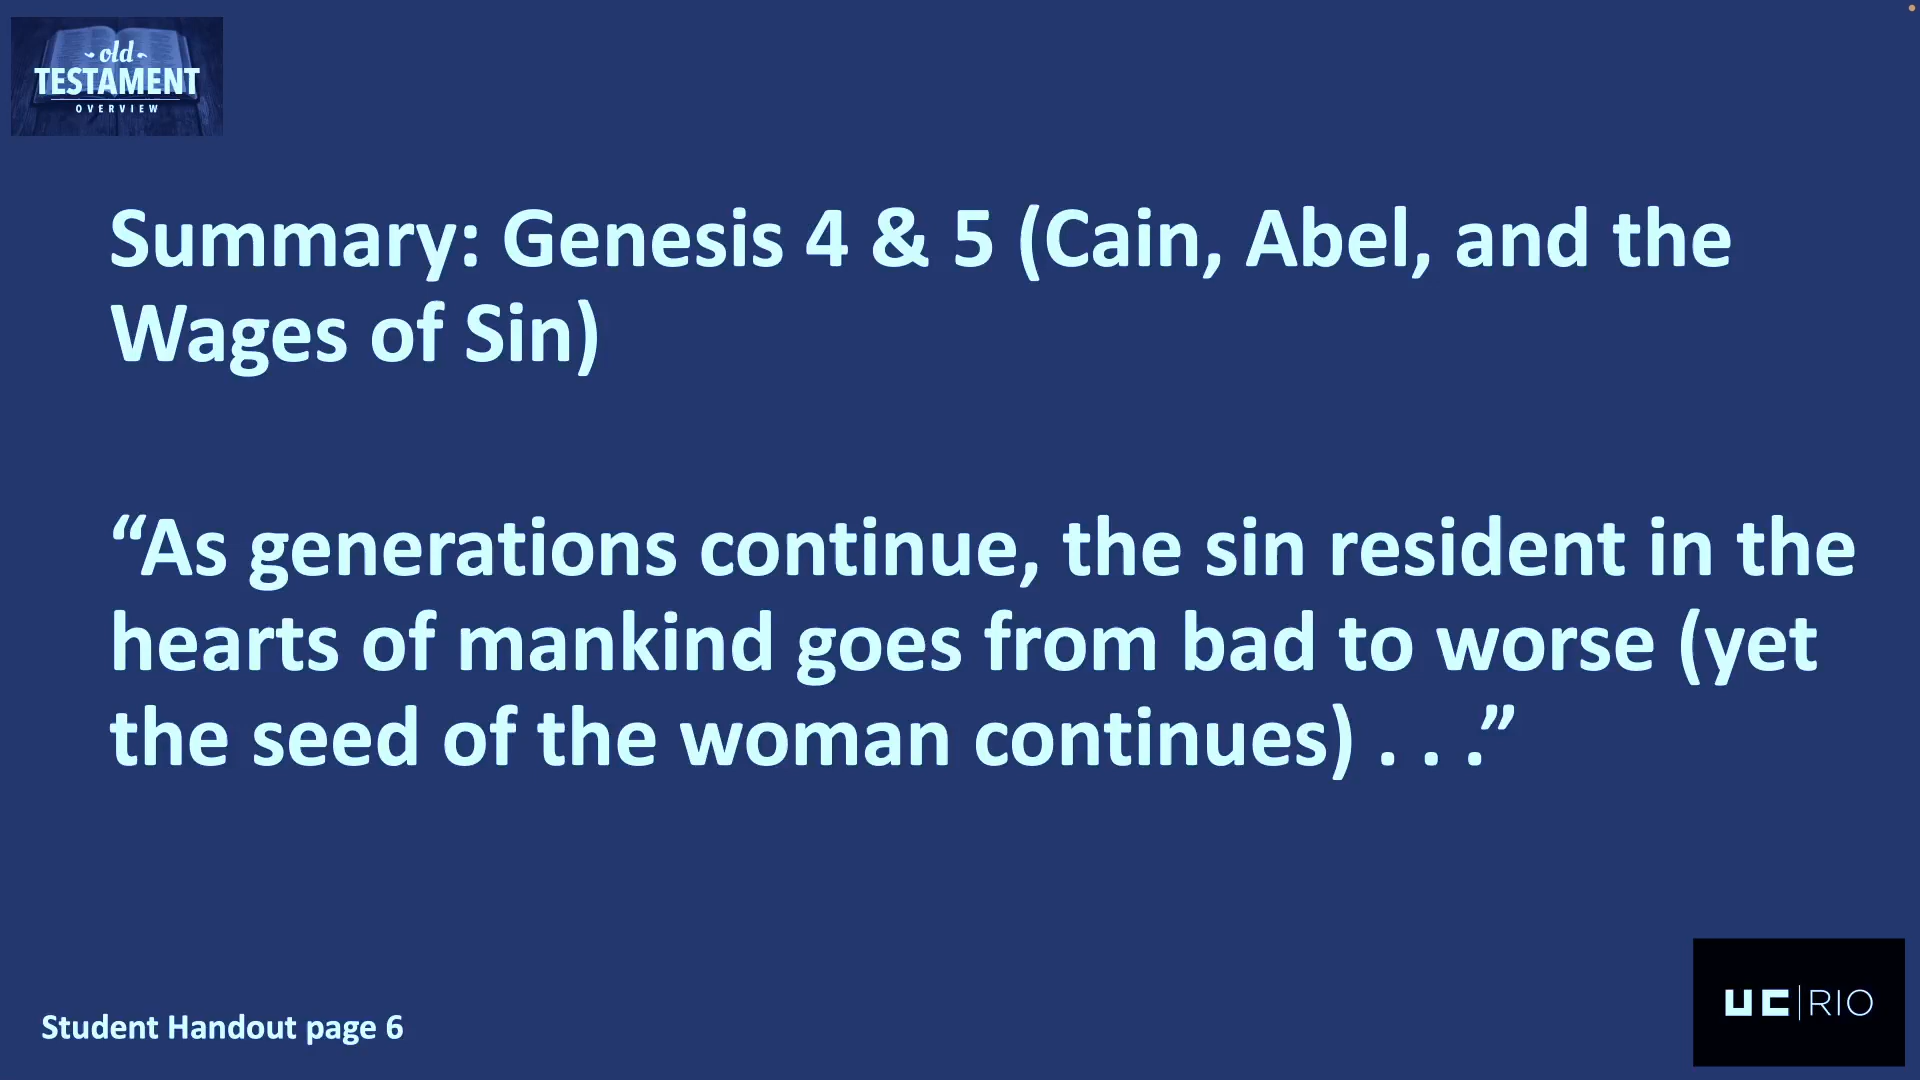 old
TESTAMENT
OVERVIEW
Summary: Genesis 4 & 5 (Cain, Abel, and the
Wages of Sin)
“As generations continue, the sin resident in the
hearts of mankind goes from bad to worse (yet
the seed of the woman continues) . . .”
Student Handout page 6
UC|RIO